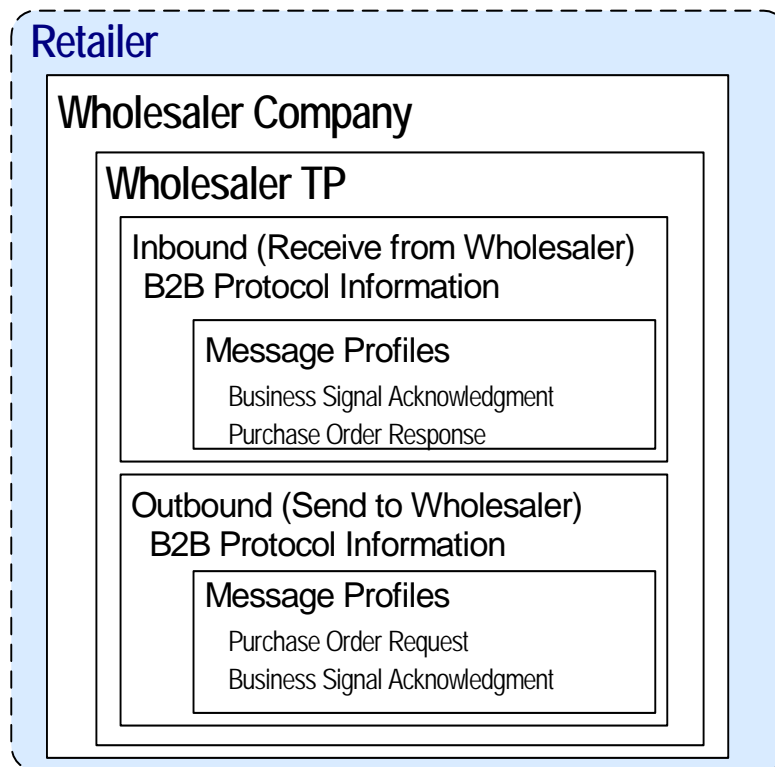 Retailer
Wholesaler Company
Wholesaler TP
Inbound (Receive from Wholesaler)
B2B Protocol Information
Message Profiles
Business Signal Acknowledgment
Purchase Order Response
Outbound (Send to Wholesaler)
B2B Protocol Information
Message Profiles
Purchase Order Request
Business Signal Acknowledgment